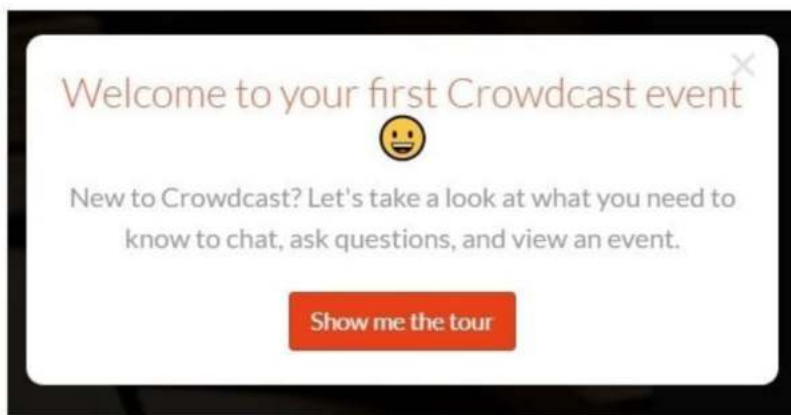 Welcome to your first Crowdcast event
😀
New to Crowdcast? Let's take a look at what you need to
know to chat, ask questions, and view an event.
Show me the tour